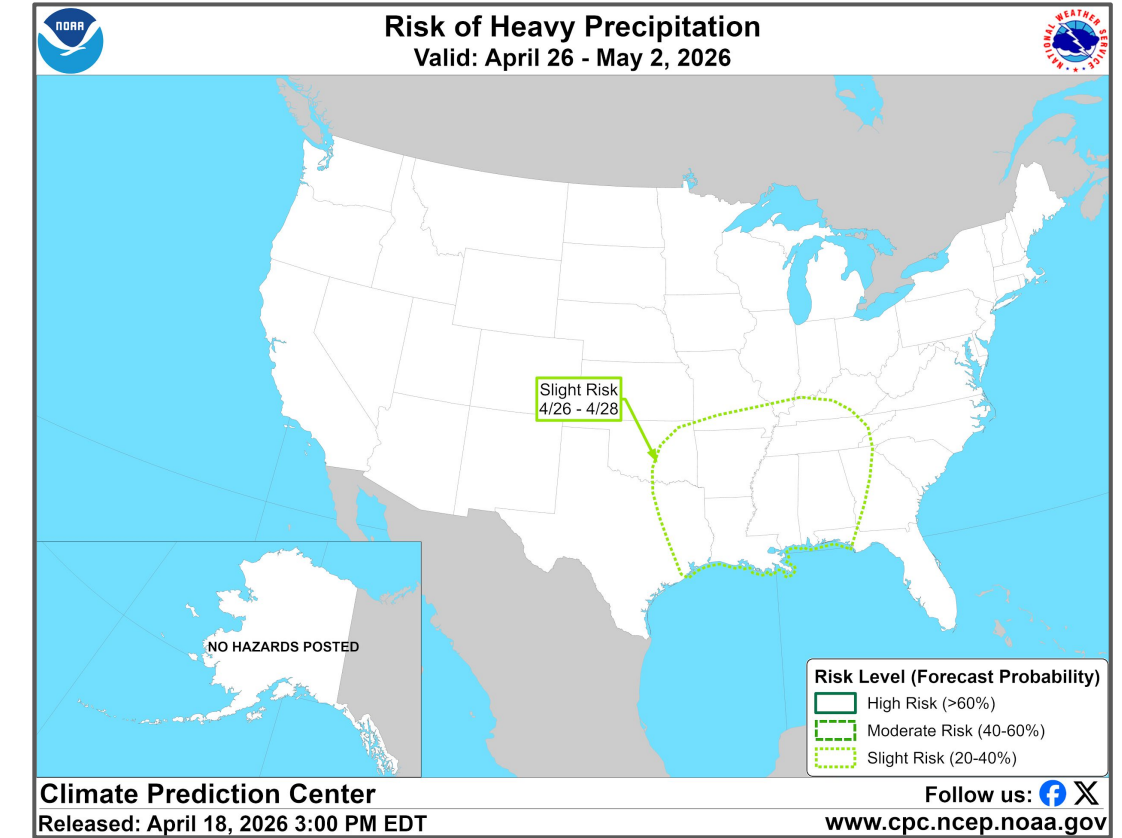 NOAA
Risk of Heavy Precipitation
Valid: April 26 - May 2, 2026
NATIONAL WEATHER SERVICE
Slight Risk
4/26 - 4/28
NO HAZARDS POSTED
Risk Level (Forecast Probability)
High Risk (>60%)
Moderate Risk (40-60%)
Slight Risk (20-40%)
Climate Prediction Center
Follow us:
Released: April 18, 2026 3:00 PM EDT
www.cpc.ncep.noaa.gov